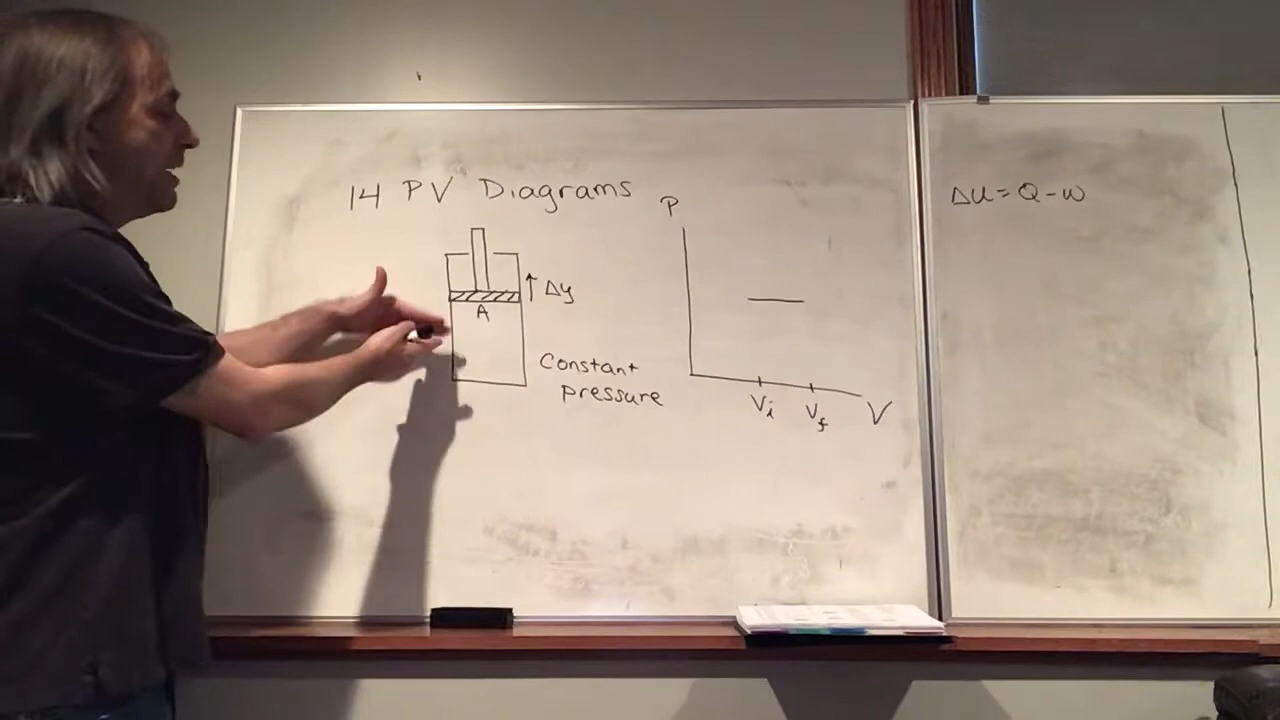 14 PV Diagrams
P
Δy
A
Constant
pressure
Vi
Vf
V
ΔU=Q-W